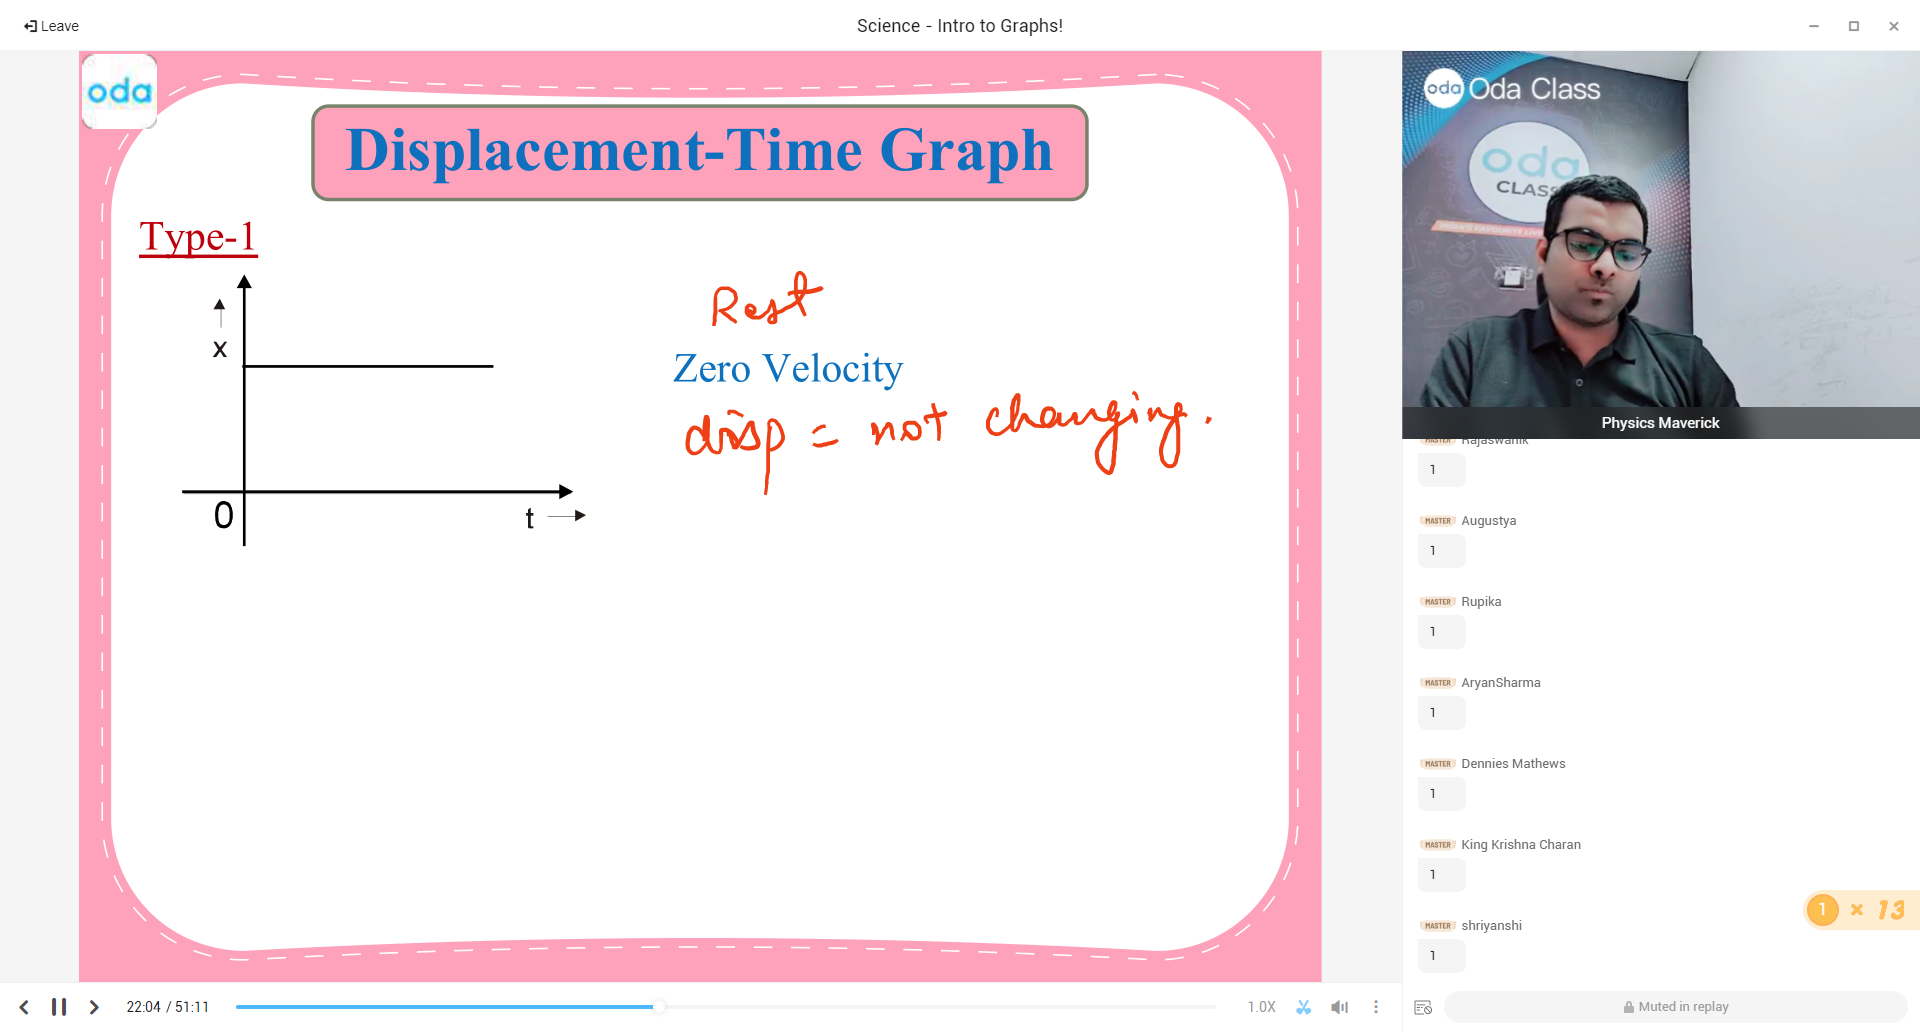 Leave
Science - Intro to Graphs!
oda
Displacement-Time Graph
Type-1
x
0
t
Rest
Zero Velocity
disp = not changing.
oda Oda Class
oda
CLASS
Physics Maverick
MASTER Rajaswanik
1
MASTER Augustya
1
MASTER Rupika
1
MASTER AryanSharma
1
MASTER Dennies Mathews
1
MASTER King Krishna Charan
1
MASTER shriyanshi
1
1 × 13
22:04 / 51:11
1.0X
Muted in replay